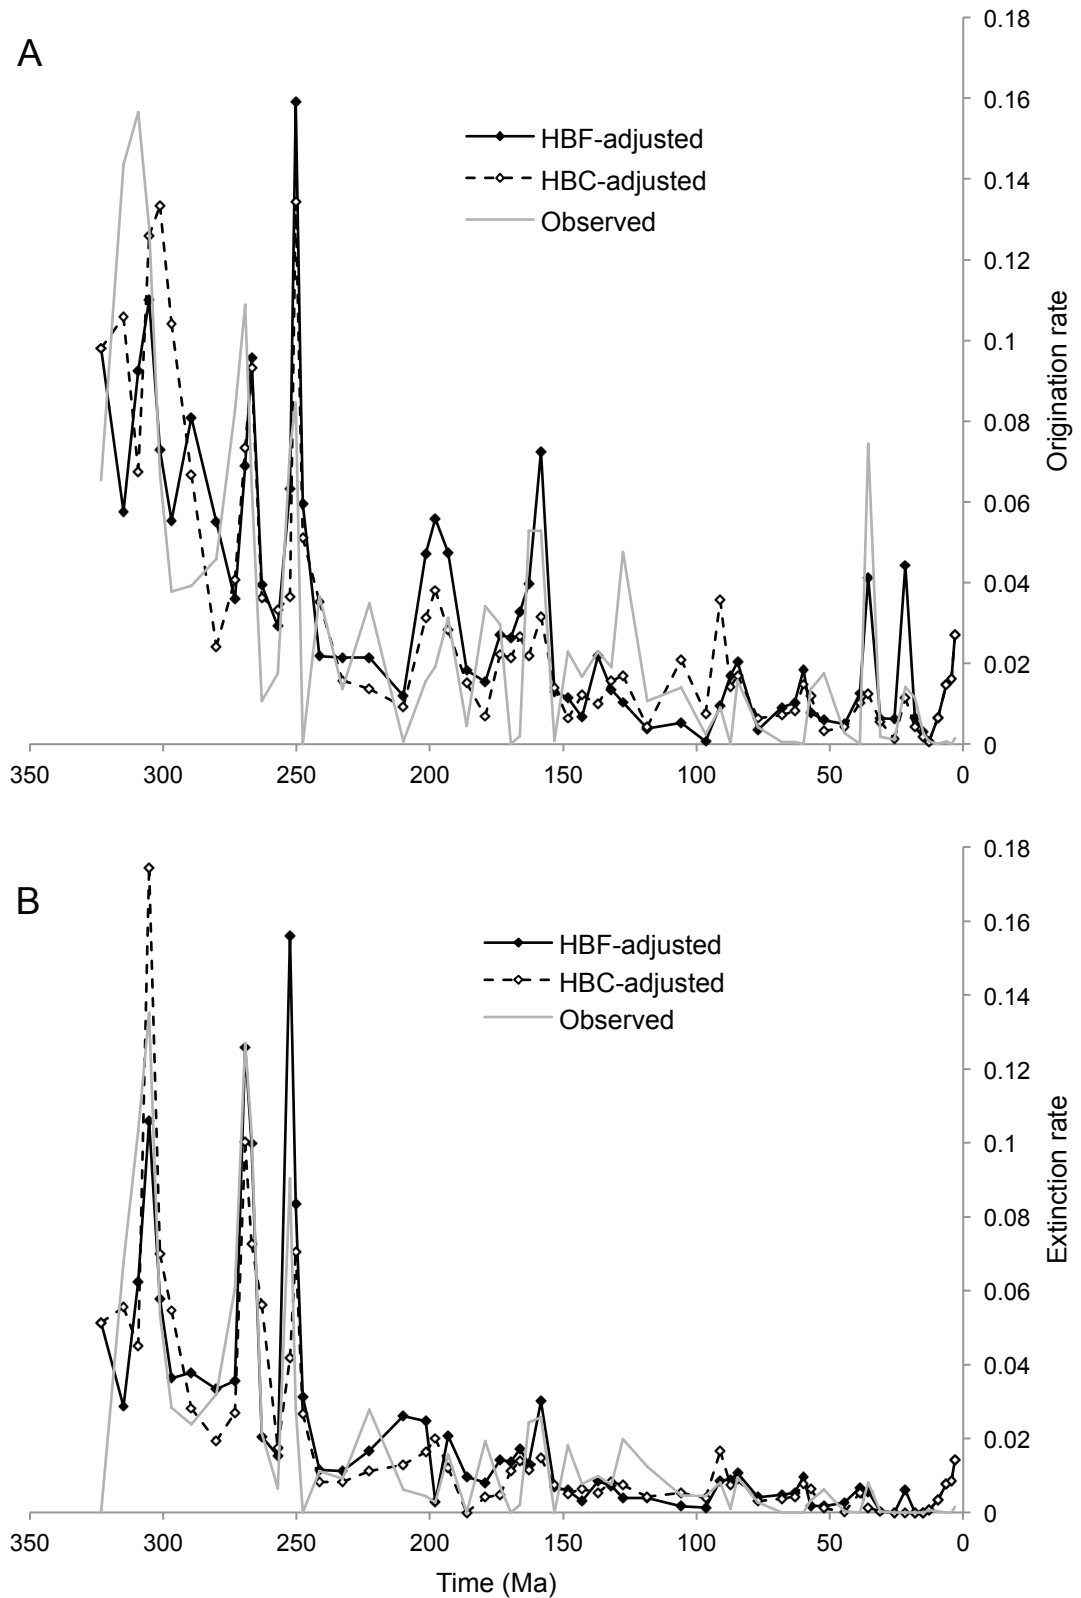 A
0.18
0.16
0.14
0.12
0.1
0.08
0.06
0.04
0.02
0
Origination rate
HBF-adjusted
HBC-adjusted
Observed
350 300 250 200 150 100 50 0
B
0.18
0.16
0.14
0.12
0.1
0.08
0.06
0.04
0.02
0
Extinction rate
HBF-adjusted
HBC-adjusted
Observed
350 300 250 200 150 100 50 0
Time (Ma)